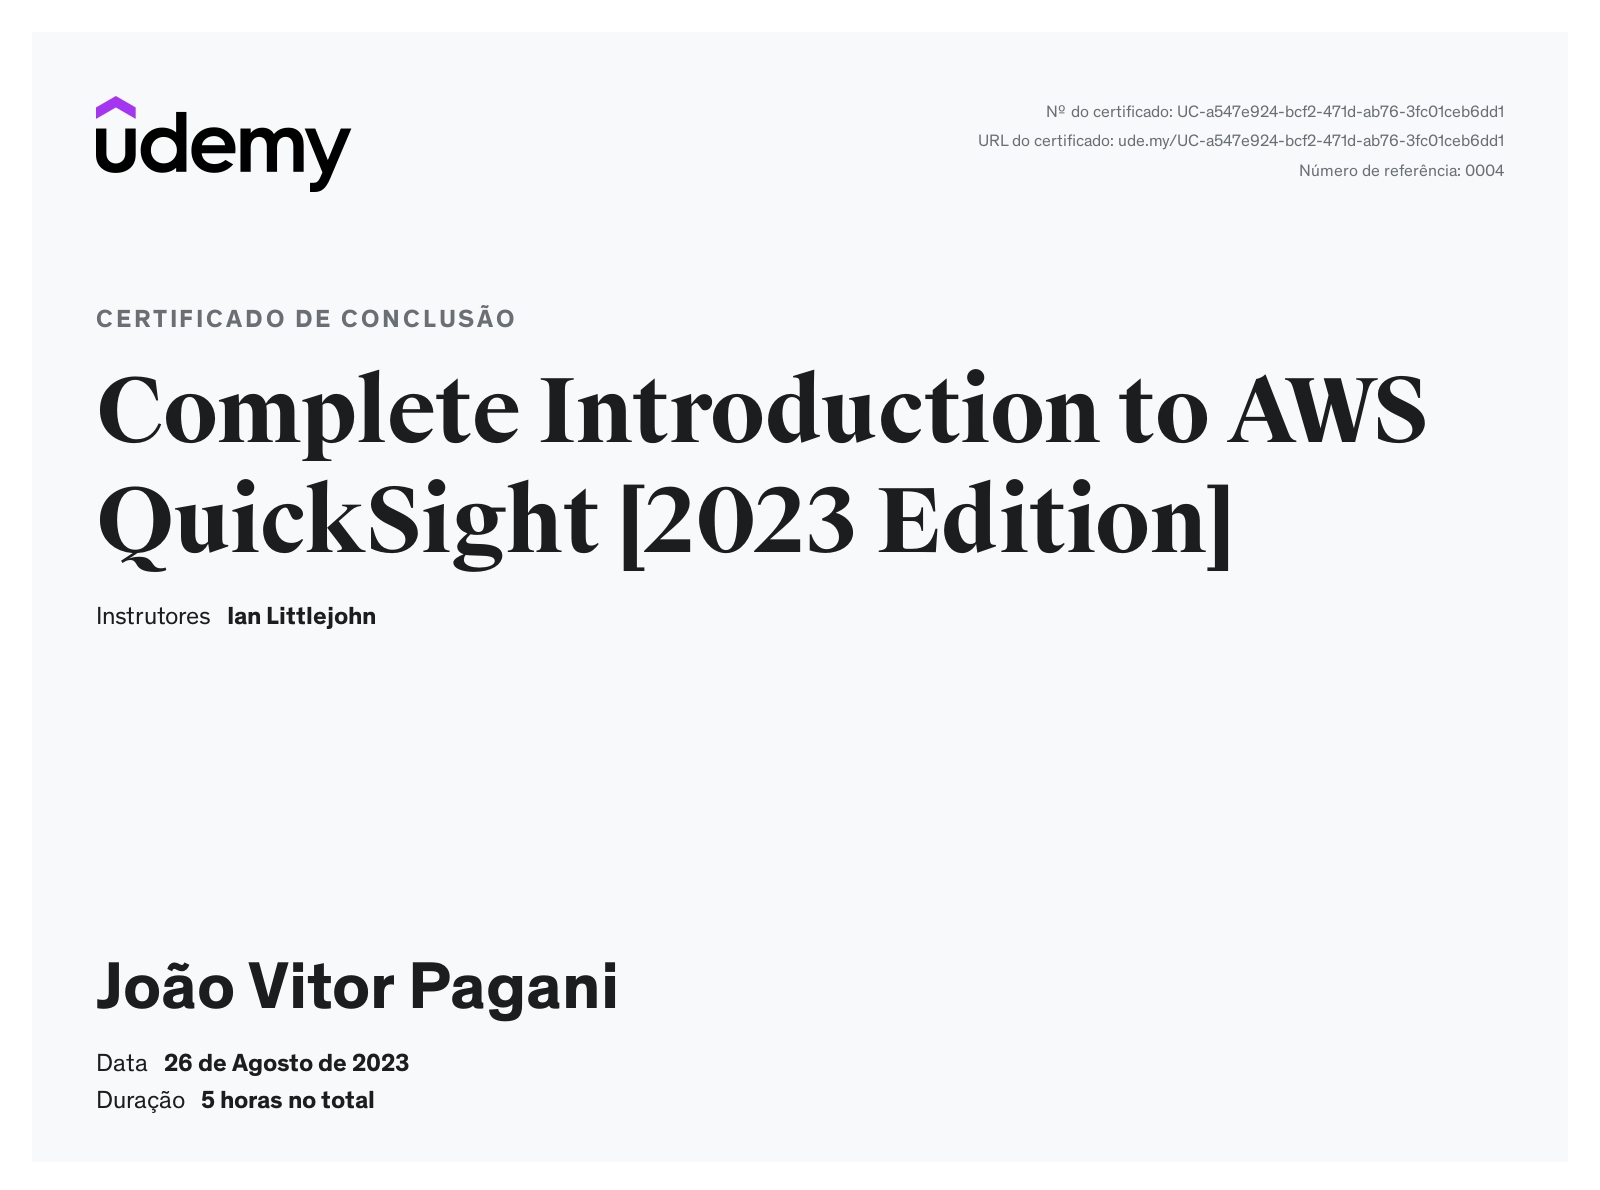 udemy
Nº do certificado: UC-a547e924-bcf2-471d-ab76-3fc01ceb6dd1
URL do certificado: ude.my/UC-a547e924-bcf2-471d-ab76-3fc01ceb6dd1
Número de referência: 0004
CERTIFICADO DE CONCLUSÃO
Complete Introduction to AWS
QuickSight [2023 Edition]
Instrutores Ian Littlejohn
João Vitor Pagani
Data 26 de Agosto de 2023
Duração 5 horas no total